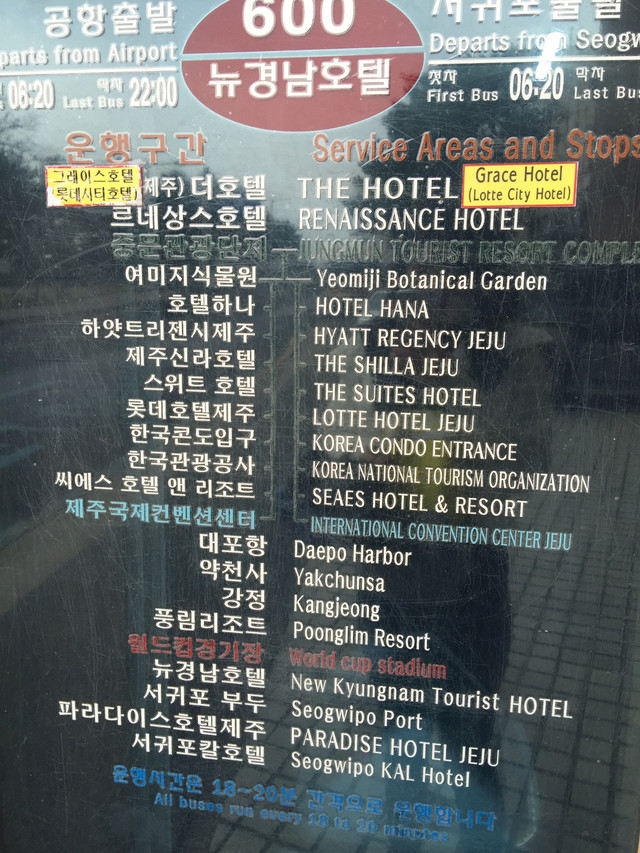 공항출발
600
서귀포출발
Departs from Airport
뉴경남호텔
Departs from Seogw
06:20 막차 Last Bus 22:00
첫차 First Bus 06:20 막차 Last Bus
운행구간 Service Areas and Stops
그래이스호텔 (롯데시티호텔) (제주) 더호텔 THE HOTEL Grace Hotel (Lotte City Hotel)
르네상스호텔 RENAISSANCE HOTEL
중문관광단지 JUNGMUN TOURIST RESORT COMPLE
여미지식물원 Yeomiji Botanical Garden
호텔하나 HOTEL HANA
하얏트리젠시제주 HYATT REGENCY JEJU
제주신라호텔 THE SHILLA JEJU
스위트 호텔 THE SUITES HOTEL
롯데호텔제주 LOTTE HOTEL JEJU
한국콘도입구 KOREA CONDO ENTRANCE
한국관광공사 KOREA NATIONAL TOURISM ORGANIZATION
씨에스 호텔 앤 리조트 SEAES HOTEL & RESORT
제주국제컨벤션센터 INTERNATIONAL CONVENTION CENTER JEJU
대포항 Daepo Harbor
약천사 Yakchunsa
강정 Kangjeong
풍림리조트 Poonglim Resort
월드컵경기장 World cup stadium
뉴경남호텔 New Kyungnam Tourist HOTEL
서귀포 부두 Seogwipo Port
파라다이스호텔제주 PARADISE HOTEL JEJU
서귀포칼호텔 Seogwipo KAL Hotel
운행시간은 18~20분 간격으로 운행합니다
All buses run every 18 to 20 minutes